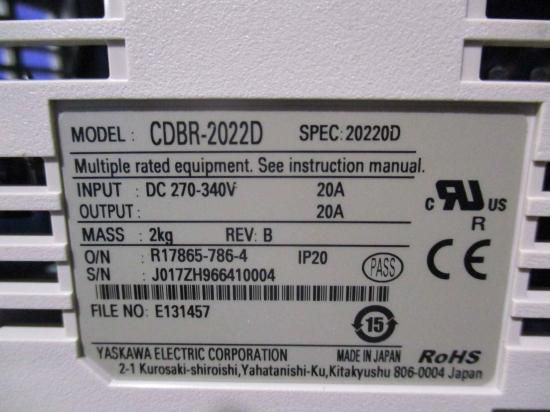 MODEL : CDBR-2022D SPEC: 20220D
Multiple rated equipment. See instruction manual.
INPUT : DC 270-340V 20A
OUTPUT : 20A
MASS : 2kg REV: B
O/N : R17865-786-4 IP20
S/N : J017ZH966410004
PASS
C RU US
R
CE
FILE NO: E131457
15
YASKAWA ELECTRIC CORPORATION MADE IN JAPAN RoHS
2-1 Kurosaki-shiroishi,Yahatanishi-Ku,Kitakyushu 806-0004 Japan